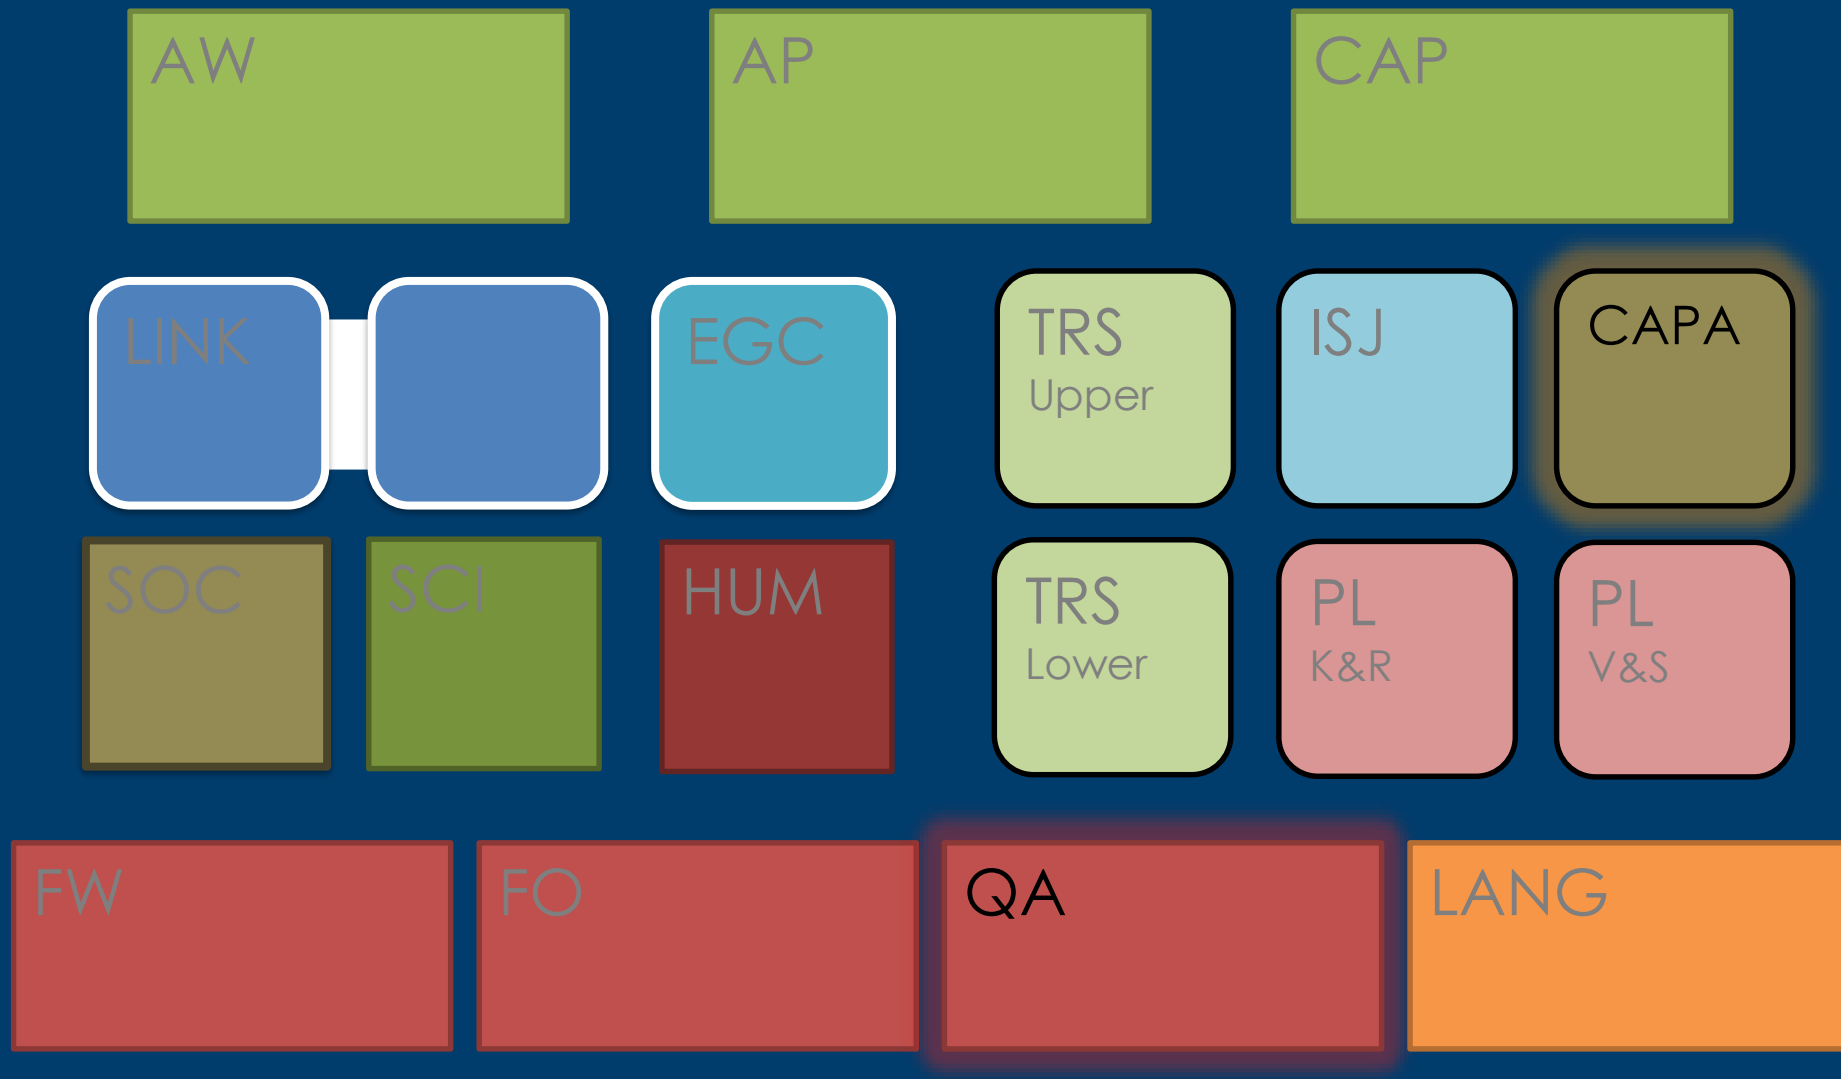 AW
AP
CAP
LINK
EGC
TRS
Upper
ISJ
CAPA
SOC
SCI
HUM
TRS
Lower
PL
K&R
PL
V&S
FW
FO
QA
LANG